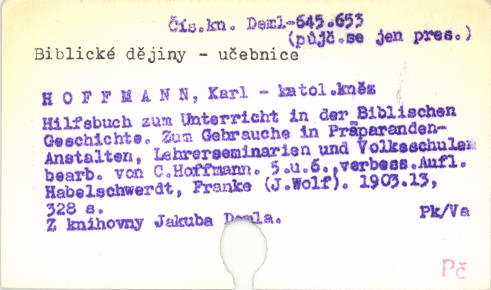 Čís.kn. Deml-645.653
(půjč.se jen pres.)
Biblické dějiny - učebnice
H O F F M A N N, Karl - katol.kněz
Hilfsbuch zum Unterricht in der Biblischen
Geschichte. Zum Gebrauche in Präparanden-
Anstalten, Lehrerseminarien und Volksschulem
bearb. von C.Hoffmann. 5.u.6.,verbess.Aufl.
Habelschwerdt, Franke (J.Wolf). 1903.13,
328 s.
Z knihovny Jakuba Demla.
Pk/Va
Pč